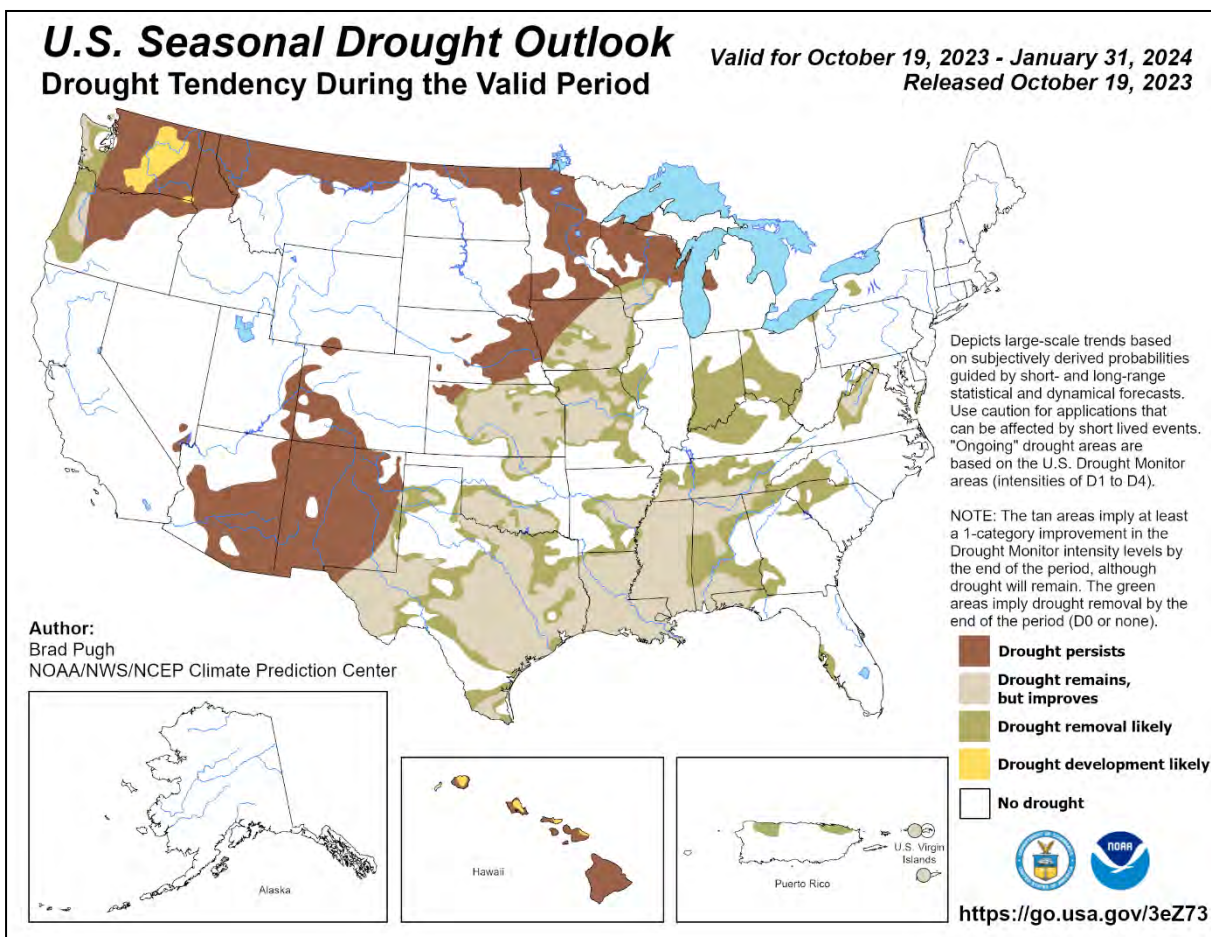 U.S. Seasonal Drought Outlook
Drought Tendency During the Valid Period
Valid for October 19, 2023 - January 31, 2024
Released October 19, 2023
Depicts large-scale trends based
on subjectively derived probabilities
guided by short- and long-range
statistical and dynamical forecasts.
Use caution for applications that
can be affected by short lived events.
"Ongoing" drought areas are
based on the U.S. Drought Monitor
areas (intensities of D1 to D4).
NOTE: The tan areas imply at least
a 1-category improvement in the
Drought Monitor intensity levels by
the end of the period, although
drought will remain. The green
areas imply drought removal by the
end of the period (D0 or none).
Author:
Brad Pugh
NOAA/NWS/NCEP Climate Prediction Center
Drought persists
Drought remains,
but improves
Drought removal likely
Drought development likely
No drought
Alaska
Hawaii
Puerto Rico
U.S. Virgin
Islands
NOAA
https://go.usa.gov/3eZ73